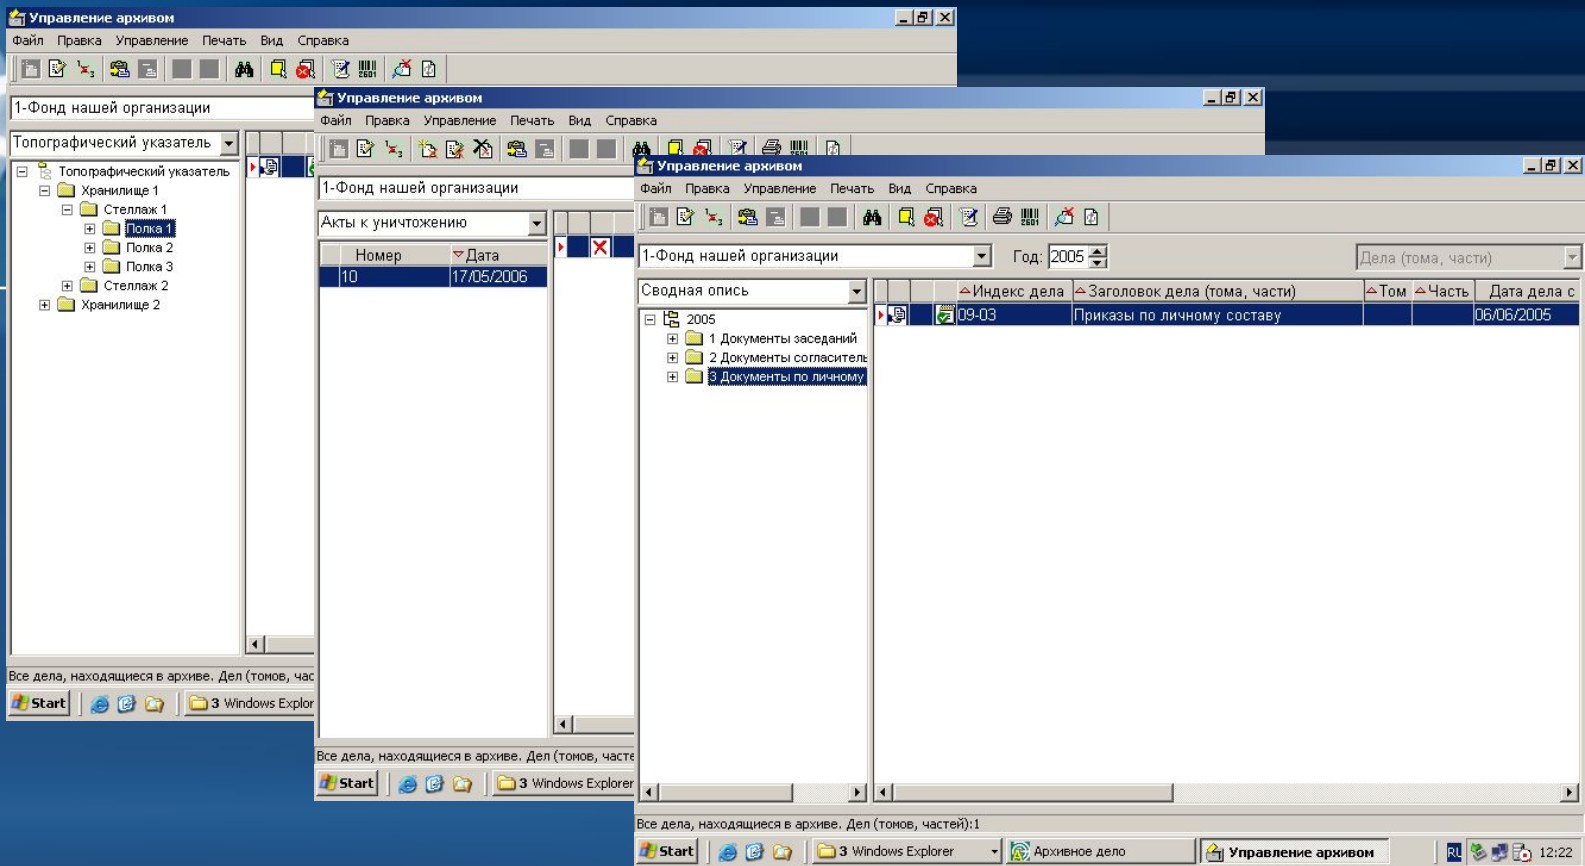 Управление архивом
Файл Правка Управление Печать Вид Справка
2601
1-Фонд нашей организации
Топографический указатель
Топографический указатель
Хранилище 1
Стеллаж 1
Полка 1
Полка 2
Полка 3
Стеллаж 2
Хранилище 2
Все дела, находящиеся в архиве. Дел (томов, час
Start 3 Windows Explor
Управление архивом
Файл Правка Управление Печать Вид Справка
1-Фонд нашей организации
Акты к уничтожению
Номер Дата
10 17/05/2006
Все дела, находящиеся в архиве. Дел (томов, часте
Start 3 Windows Explorer
Управление архивом
Файл Правка Управление Печать Вид Справка
2601
1-Фонд нашей организации Год: 2005 Дела (тома, части)
Сводная опись
2005
1 Документы заседаний
2 Документы согласитель
3 Документы по личному
Индекс дела Заголовок дела (тома, части) Том Часть Дата дела с
09-03 Приказы по личному составу 06/06/2005
Все дела, находящиеся в архиве. Дел (томов, частей):1
Start 3 Windows Explorer Архивное дело Управление архивом RU 12:22